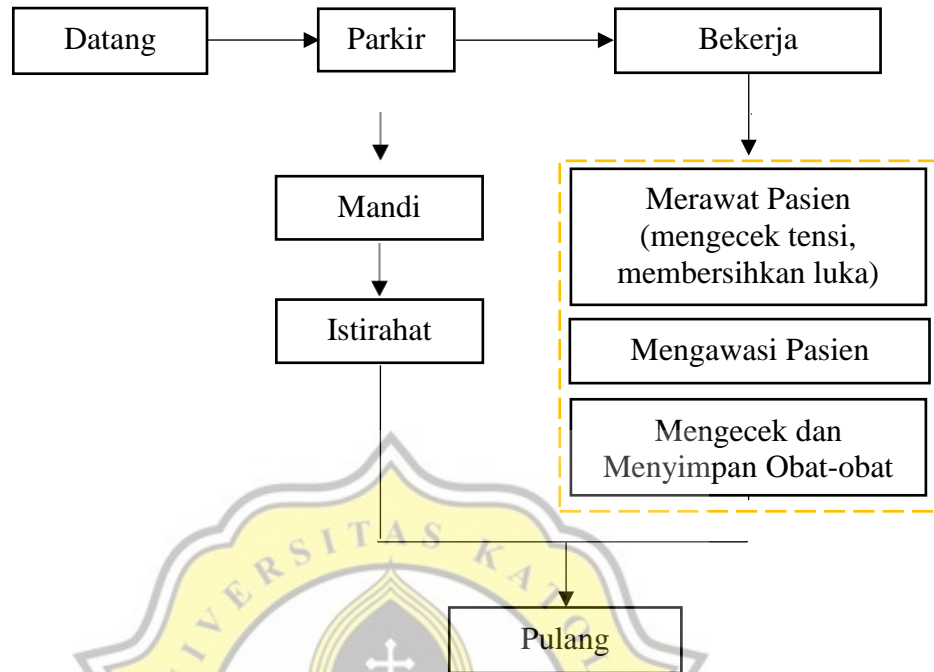 Datang
Parkir
Bekerja
Mandi
Istirahat
Merawat Pasien
(mengecek tensi,
membersihkan luka)
Mengawasi Pasien
Mengecek dan
Menyimpan Obat-obat
Pulang